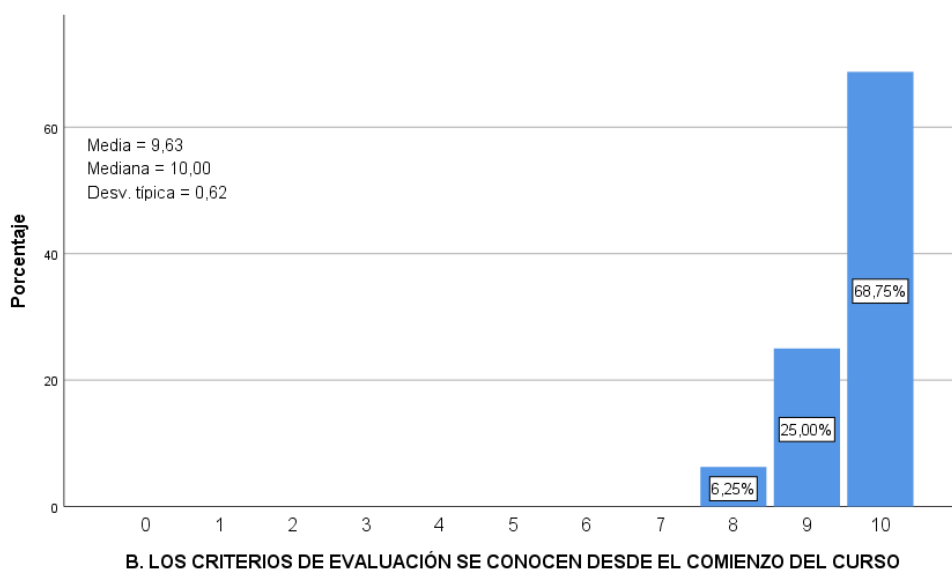 Media = 9,63
Mediana = 10,00
Desv. típica = 0,62
Porcentaje
60
40
20
0
68,75%
25,00%
6,25%
0 1 2 3 4 5 6 7 8 9 10
B. LOS CRITERIOS DE EVALUACIÓN SE CONOCEN DESDE EL COMIENZO DEL CURSO